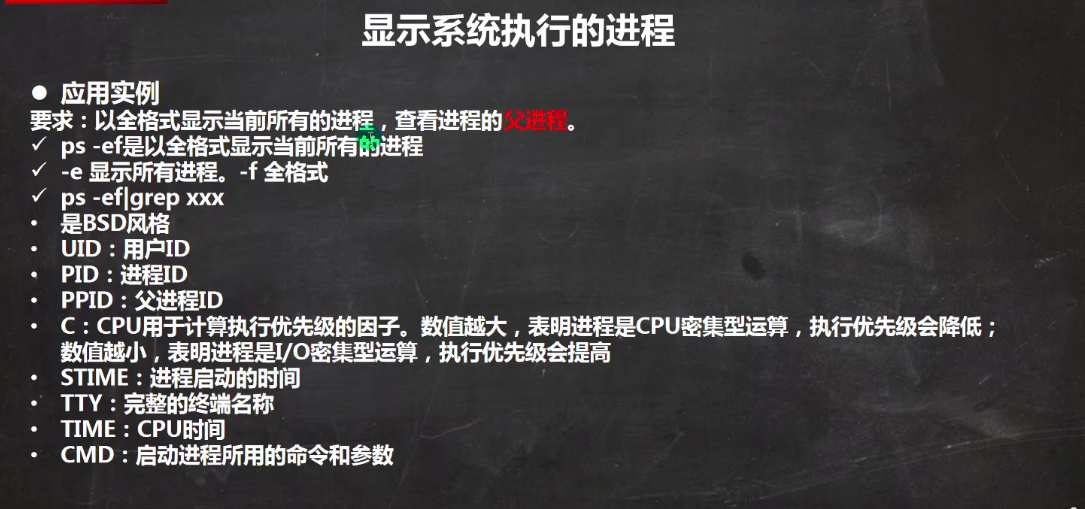 显示系统执行的进程
● 应用实例
要求：以全格式显示当前所有的进程，查看进程的父进程。
✓ ps -ef是以全格式显示当前所有的进程
✓ -e 显示所有进程。-f 全格式
✓ ps -ef|grep xxx
• 是BSD风格
• UID：用户ID
• PID：进程ID
• PPID：父进程ID
• C：CPU用于计算执行优先级的因子。数值越大，表明进程是CPU密集型运算，执行优先级会降低；
数值越小，表明进程是I/O密集型运算，执行优先级会提高
• STIME：进程启动的时间
• TTY：完整的终端名称
• TIME：CPU时间
• CMD：启动进程所用的命令和参数